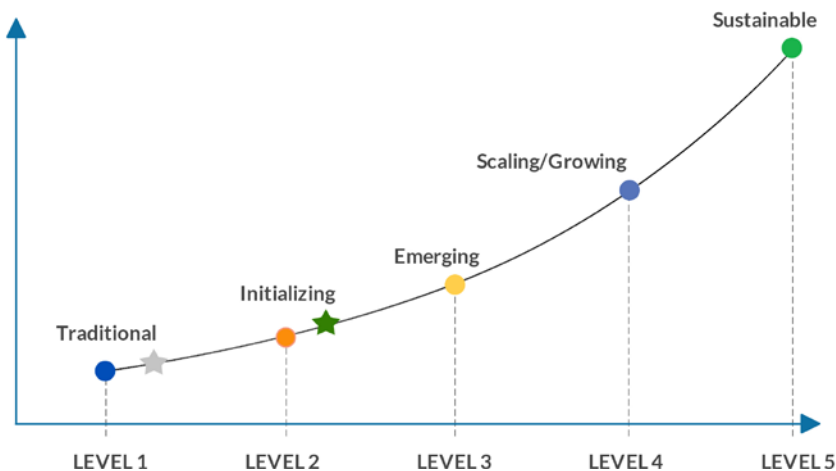 Sustainable
Scaling/Growing
Emerging
Initializing
Traditional
LEVEL 1
LEVEL 2
LEVEL 3
LEVEL 4
LEVEL 5